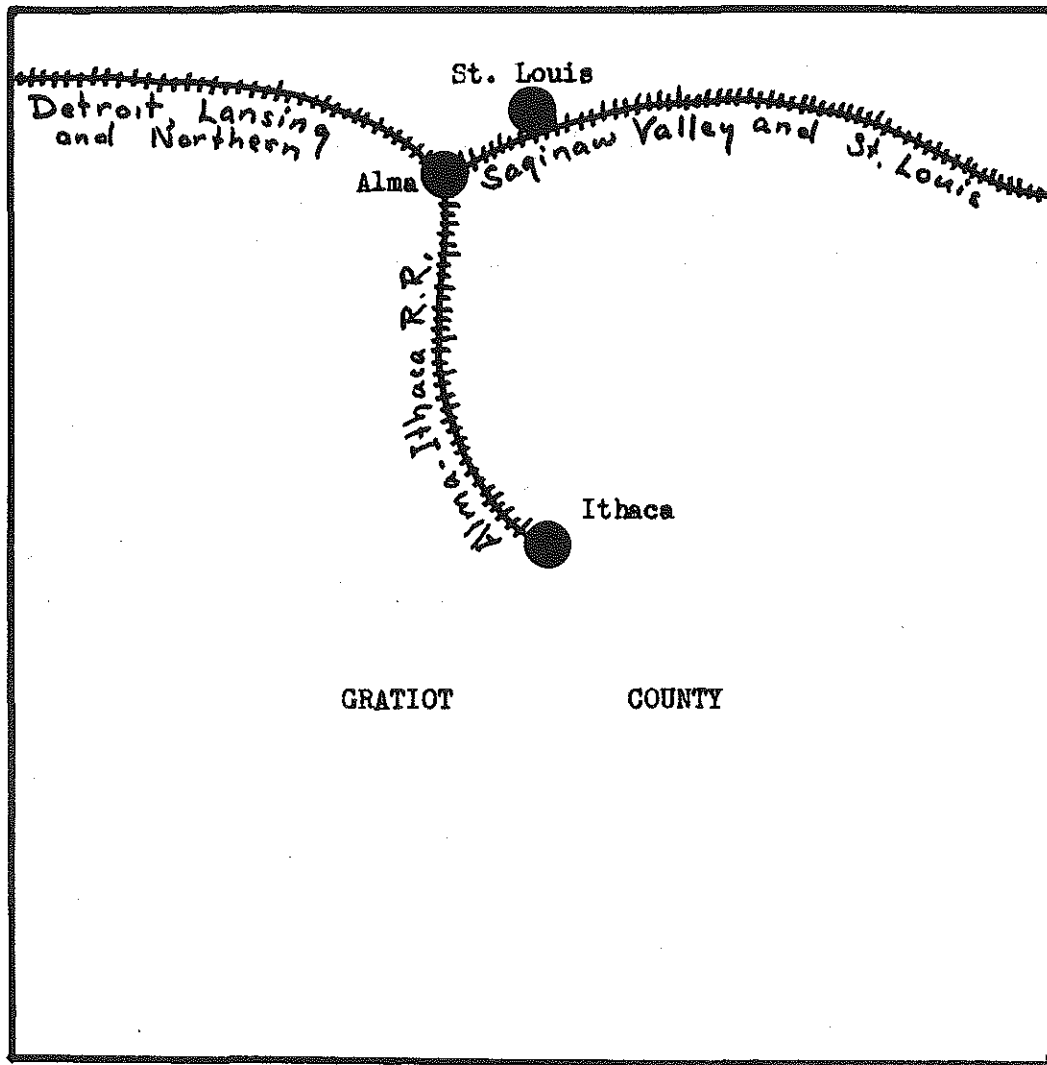 St. Louis
Detroit, Lansing
and Northern
Saginaw Valley and St. Louis
Alma
Alma-Ithaca R.R.
Ithaca
GRATIOT COUNTY